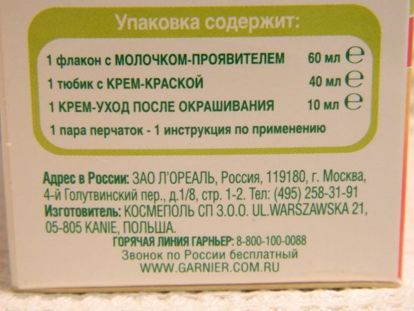 Упаковка содержит:
1 флакон с МОЛОЧКОМ-ПРОЯВИТЕЛЕМ 60 мл ℮
1 тюбик с КРЕМ-КРАСКОЙ 40 мл ℮
1 КРЕМ-УХОД ПОСЛЕ ОКРАШИВАНИЯ 10 мл ℮
1 пара перчаток - 1 инструкция по применению
Адрес в России: ЗАО Л'ОРЕАЛЬ, Россия, 119180, г. Москва,
4-й Голутвинский пер., д.1/8, стр. 1-2. Тел: (495) 258-31-91
Изготовитель: КОСМЕПОЛЬ СП З.О.О. UL.WARSZAWSKA 21,
05-805 KANIE, ПОЛЬША.
ГОРЯЧАЯ ЛИНИЯ ГАРНЬЕР: 8-800-100-0088
Звонок по России бесплатный
WWW.GARNIER.COM.RU